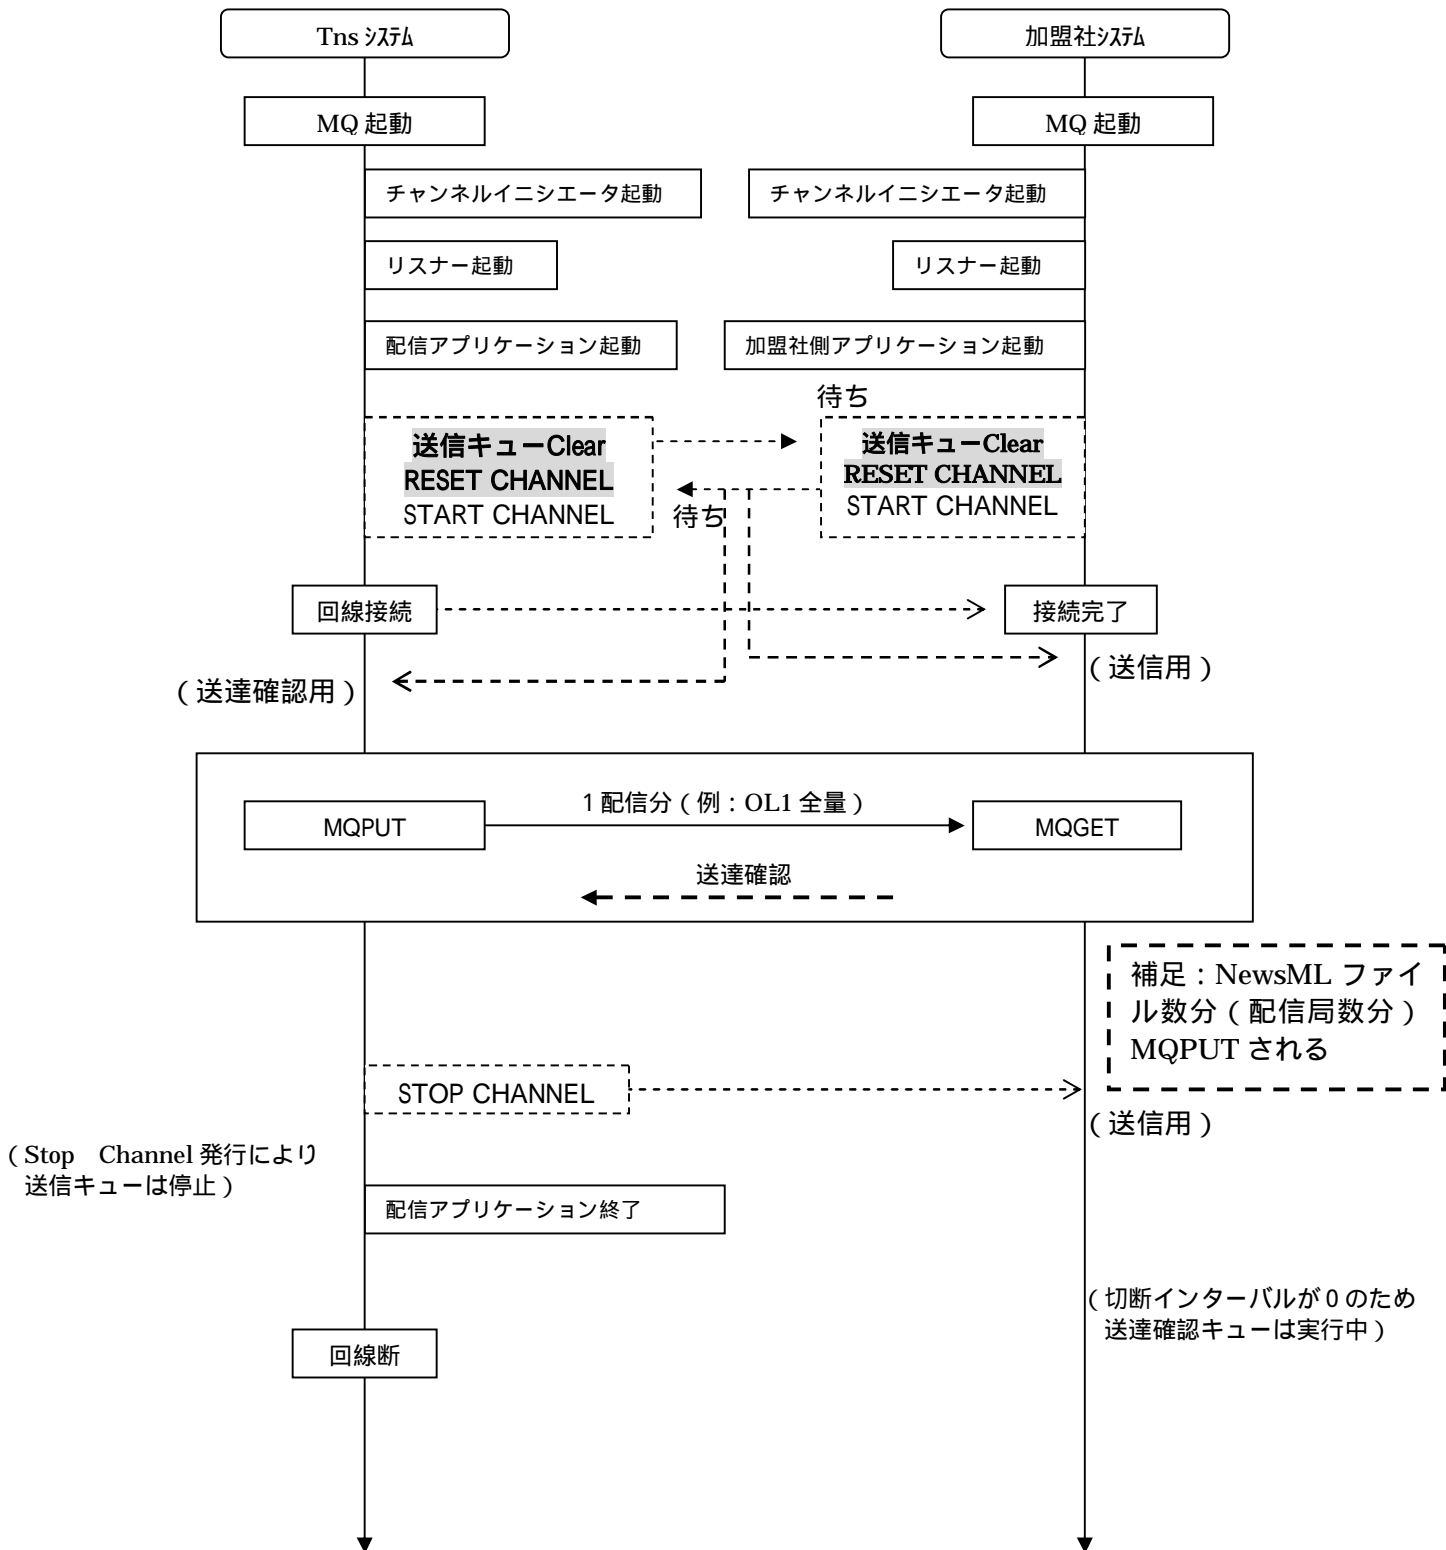 Tns ｼｽﾃﾑ
加盟社ｼｽﾃﾑ
MQ 起動
MQ 起動
チャンネルイニシエータ起動
チャンネルイニシエータ起動
リスナー起動
リスナー起動
配信アプリケーション起動
加盟社側アプリケーション起動
待ち
送信キューClear
RESET CHANNEL
START CHANNEL
送信キューClear
RESET CHANNEL
START CHANNEL
待ち
回線接続
接続完了
（送信用）
（送達確認用）
1 配信分（例：OL1 全量）
MQPUT
MQGET
送達確認
補足：NewsML ファイ
ル数分（配信局数分）
MQPUT される
STOP CHANNEL
（送信用）
（Stop　Channel 発行により
送信キューは停止）
配信アプリケーション終了
（切断インターバルが 0 のため
送達確認キューは実行中）
回線断